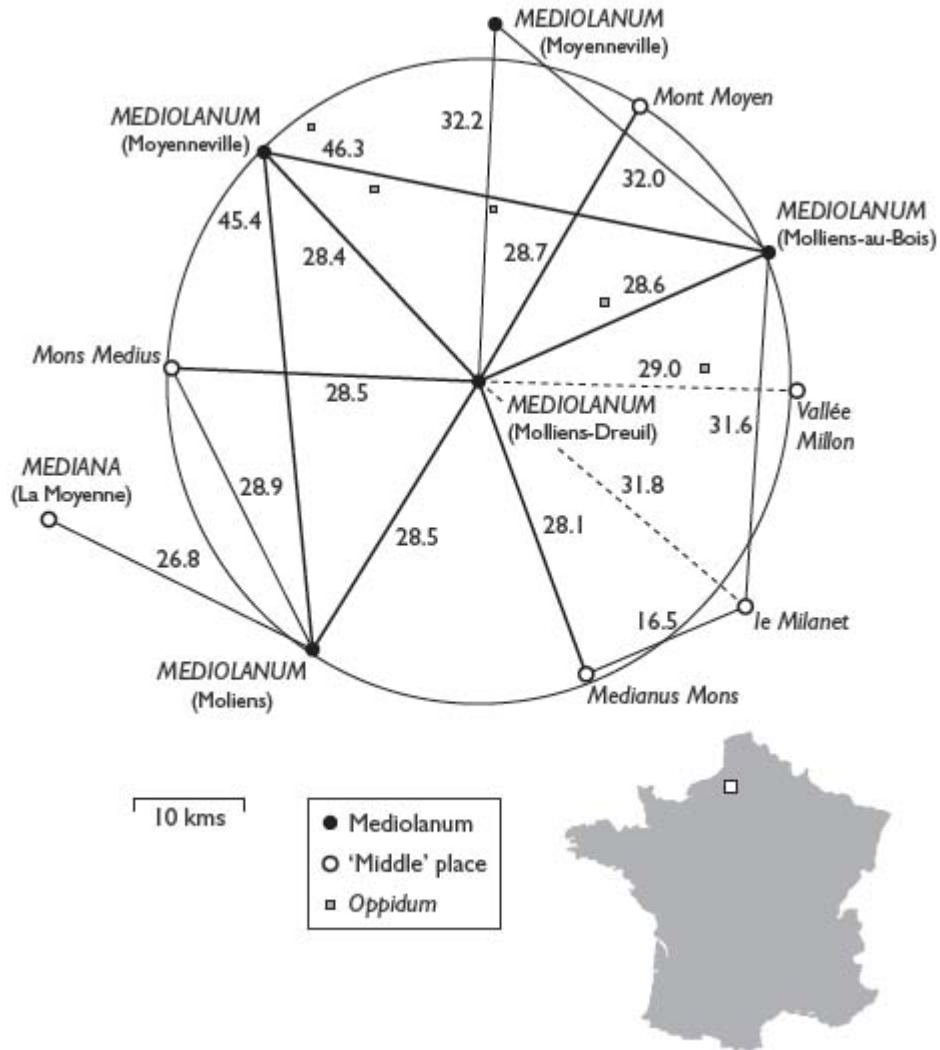 MEDIOLANUM
(Moyenneville)
Mont Moyen
MEDIOLANUM
(Moyenneville)
32.2
46.3
32.0
45.4
MEDIOLANUM
(Molliens-au-Bois)
28.4
28.7
28.6
Mons Medius
28.5
29.0
MEDIOLANUM
(Molliens-Dreuil)
Vallée
Millon
31.6
MEDIANA
(La Moyenne)
28.9
31.8
26.8
28.5
28.1
16.5
le Milanet
MEDIOLANUM
(Moliens)
Medianus Mons
10 kms
Mediolanum
‘Middle’ place
Oppidum